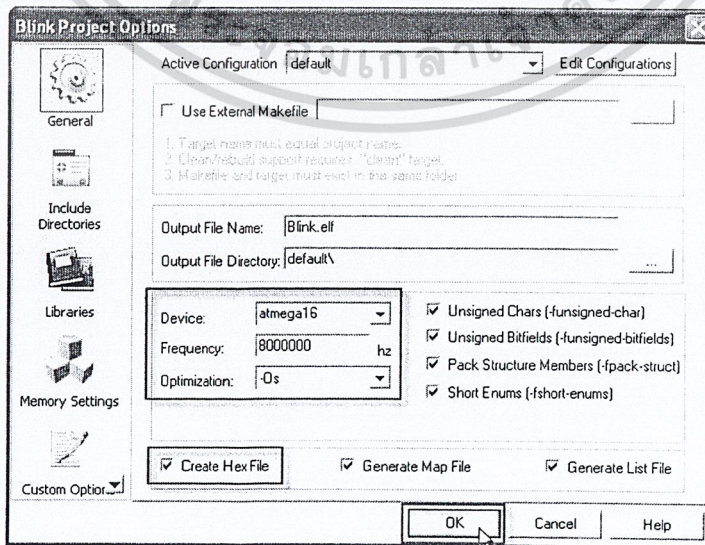 Blink Project Options
Active Configuration default Edit Configurations
General
Use External Makefile
1. Target name must equal project name.
2. Clean/rebuild support requires "clean" target.
3. Makefile and target must exist in the same folder
Include
Directories
Output File Name: Blink.elf
Output File Directory: default\ ...
Libraries
Device: atmega16
Frequency: 8000000 hz
Optimization: -Os
Unsigned Chars (-funsigned-char)
Unsigned Bitfields (-funsigned-bitfields)
Pack Structure Members (-fpack-struct)
Short Enums (-fshort-enums)
Memory Settings
Create Hex File Generate Map File Generate List File
OK Cancel Help